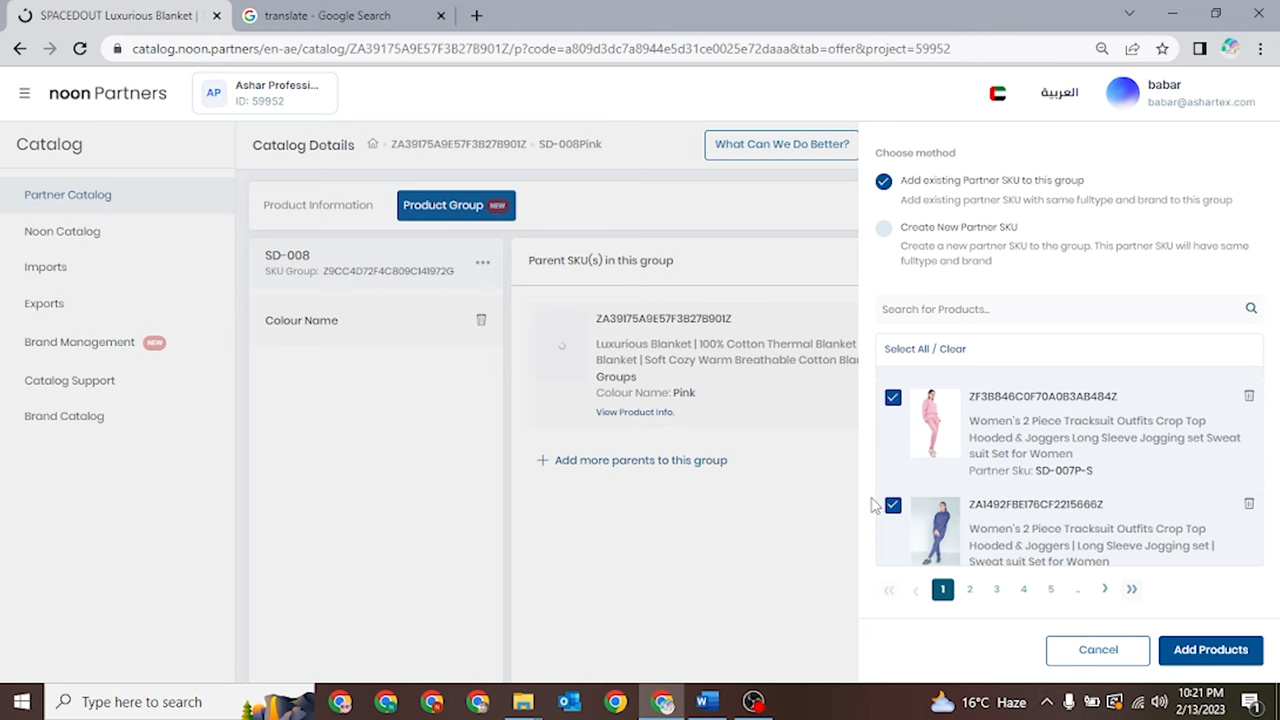 SPACEDOUT Luxurious Blanket |
translate - Google Search
catalog.noon.partners/en-ae/catalog/ZA39175A9E57F3B27B901Z/p?code=a809d3dc7a8944e5d31ce0025e72daaa&tab=offer&project=59952
noon Partners
AP
Ashar Professi...
ID: 59952
العربية
babar
babar@ashartex.com
Catalog
Partner Catalog
Noon Catalog
Imports
Exports
Brand Management NEW
Catalog Support
Brand Catalog
Catalog Details
ZA39175A9E57F3B27B901Z
SD-008Pink
What Can We Do Better?
Product Information
Product Group NEW
SD-008
SKU Group: Z9CC4D72F4C809C141972G
Colour Name
Parent SKU(s) in this group
ZA39175A9E57F3B27B901Z
Luxurious Blanket | 100% Cotton Thermal Blanket
Blanket | Soft Cozy Warm Breathable Cotton Blan
Groups
Colour Name: Pink
View Product Info.
+ Add more parents to this group
Choose method
Add existing Partner SKU to this group
Add existing partner SKU with same fulltype and brand to this group
Create New Partner SKU
Create a new partner SKU to the group. This partner SKU will have same
fulltype and brand
Search for Products...
Select All / Clear
ZF3B846C0F70A0B3AB484Z
Women's 2 Piece Tracksuit Outfits Crop Top
Hooded & Joggers Long Sleeve Jogging set Sweat
suit Set for Women
Partner Sku: SD-007P-S
ZA1492FBE176CF2215666Z
Women's 2 Piece Tracksuit Outfits Crop Top
Hooded & Joggers | Long Sleeve Jogging set |
Sweat suit Set for Women
1 2 3 4 5 ..
Cancel
Add Products
Type here to search
16°C Haze
10:21 PM
2/13/2023
1